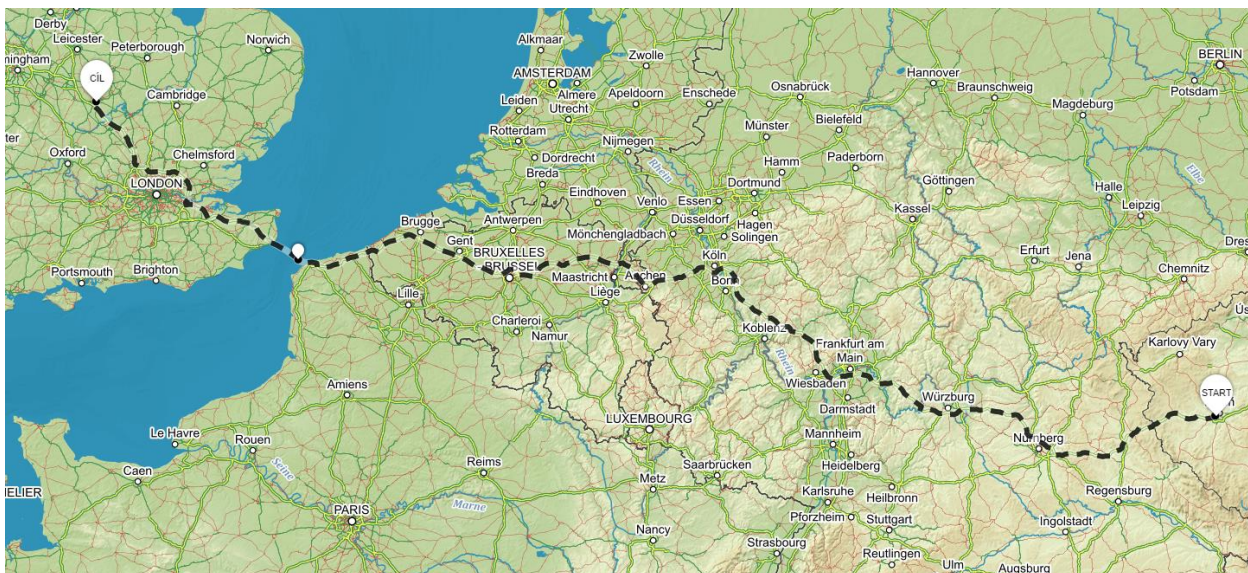 Derby
Leicester
Peterborough
Norwich
mingham
CÍL
Cambridge
Oxford
Chelmsford
LONDON
Portsmouth
Brighton
Alkmaar
AMSTERDAM
Zwolle
Almere
Apeldoorn
Enschede
Leiden
Utrecht
Rotterdam
Nijmegen
Dordrecht
Rhein
Breda
Eindhoven
Venlo
Osnabrück
Hannover
Braunschweig
BERLIN
Potsdam
Magdeburg
Münster
Bielefeld
Hamm
Paderborn
Göttingen
Elbe
Halle
Leipzig
Dortmund
Essen
Kassel
Düsseldorf
Hagen
Solingen
Mönchengladbach
Brugge
Antwerpen
Gent
BRUXELLES
- BRUSSEL
Maastricht
Aachen
Köln
Bonn
Erfurt
Jena
Dres
Chemnitz
Lille
Liège
Charleroi
Namur
Koblenz
Rhein
Frankfurt am
Main
Karlovy Vary
Ús
Wiesbaden
Würzburg
START
Darmstadt
Amiens
LUXEMBOURG
Mannheim
Nürnberg
Le Havre
Rouen
Seine
Reims
Saarbrücken
Heidelberg
Caen
Metz
Heilbronn
Regensburg
HELIER
Marne
Karlsruhe
PARIS
Pforzheim
Stuttgart
Ingolstadt
Nancy
Strasbourg
Reutlingen
Ulm
Augsburg